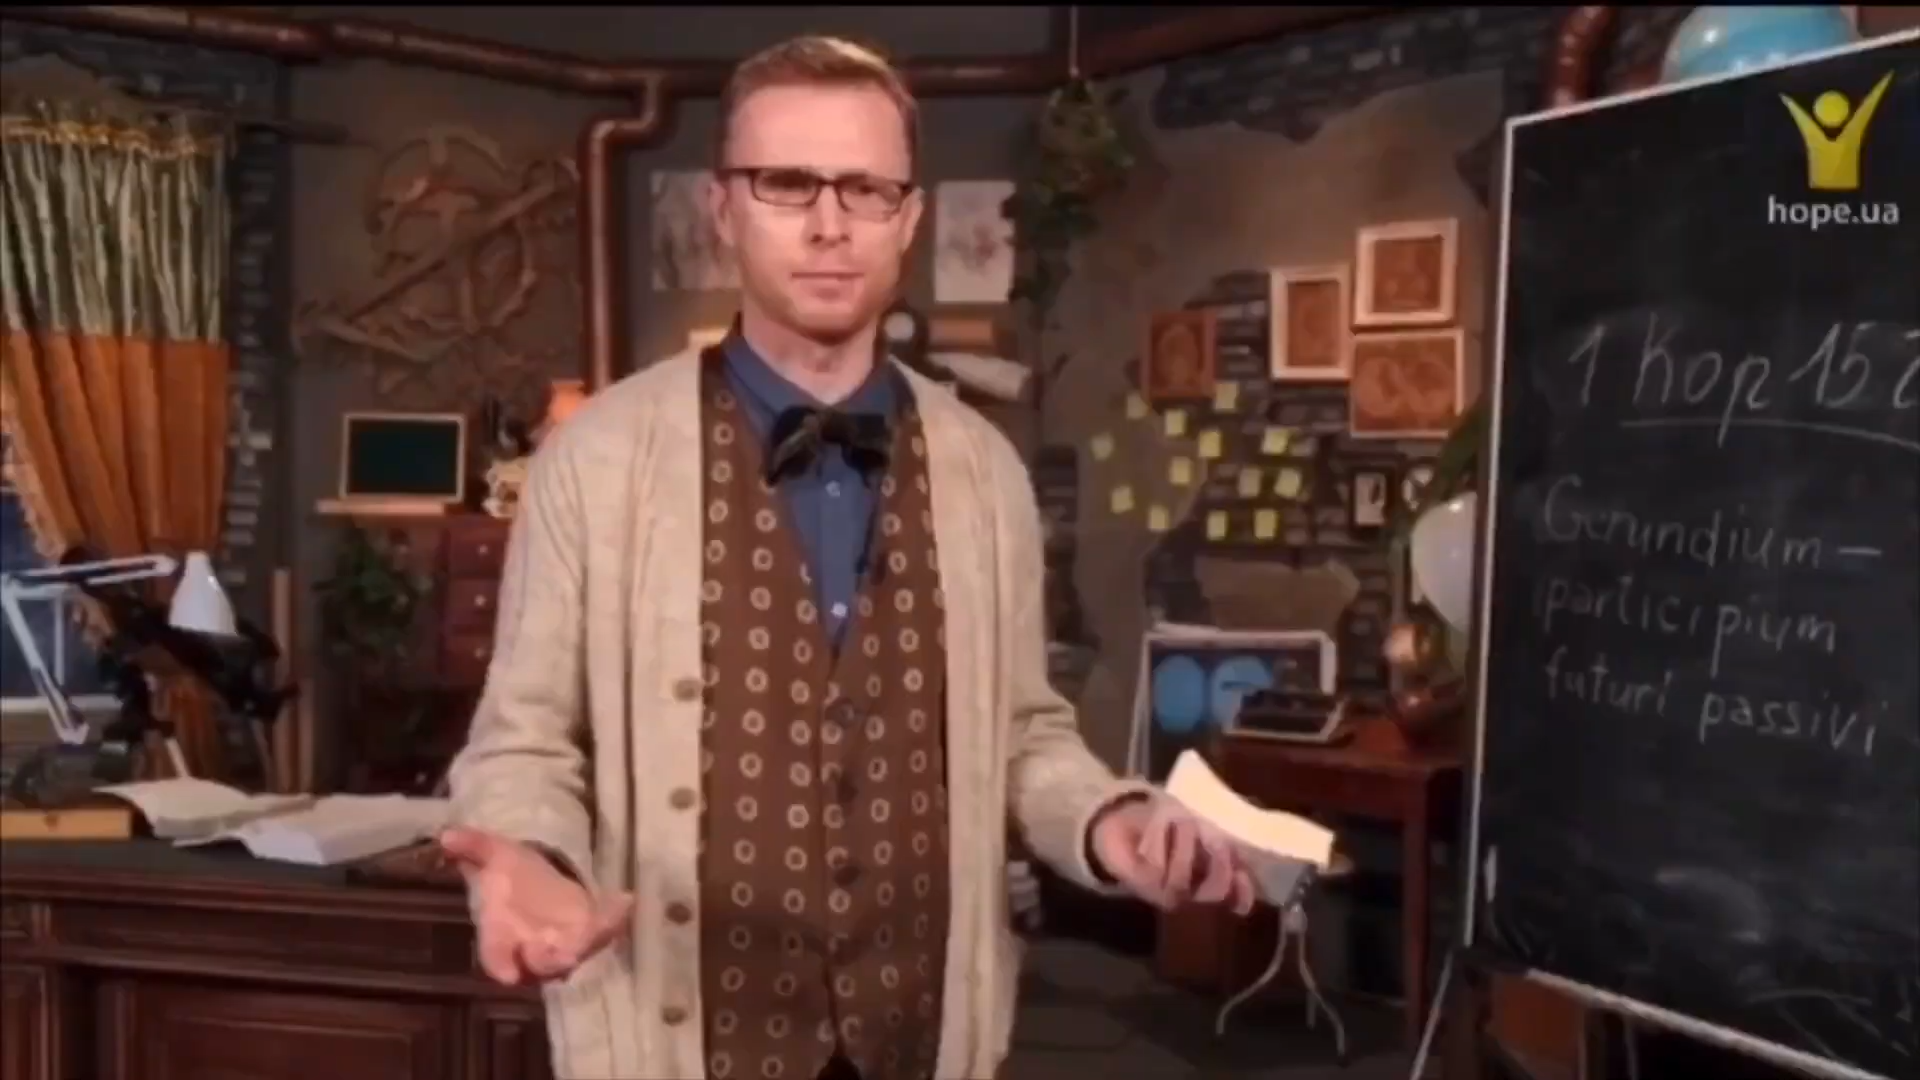 hope.ua
1 Кор 15
Gerundium —
participium
futuri passivi